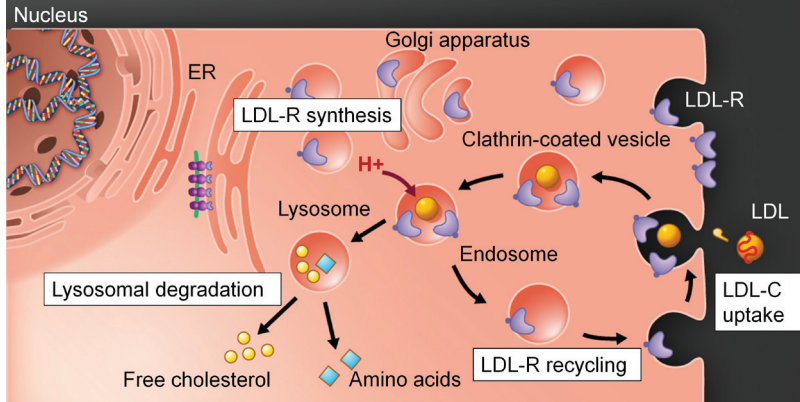 Nucleus
Golgi apparatus
ER
LDL-R
LDL-R synthesis
Clathrin-coated vesicle
H+
Lysosome
LDL
Endosome
Lysosomal degradation
LDL-C
uptake
LDL-R recycling
Free cholesterol
Amino acids